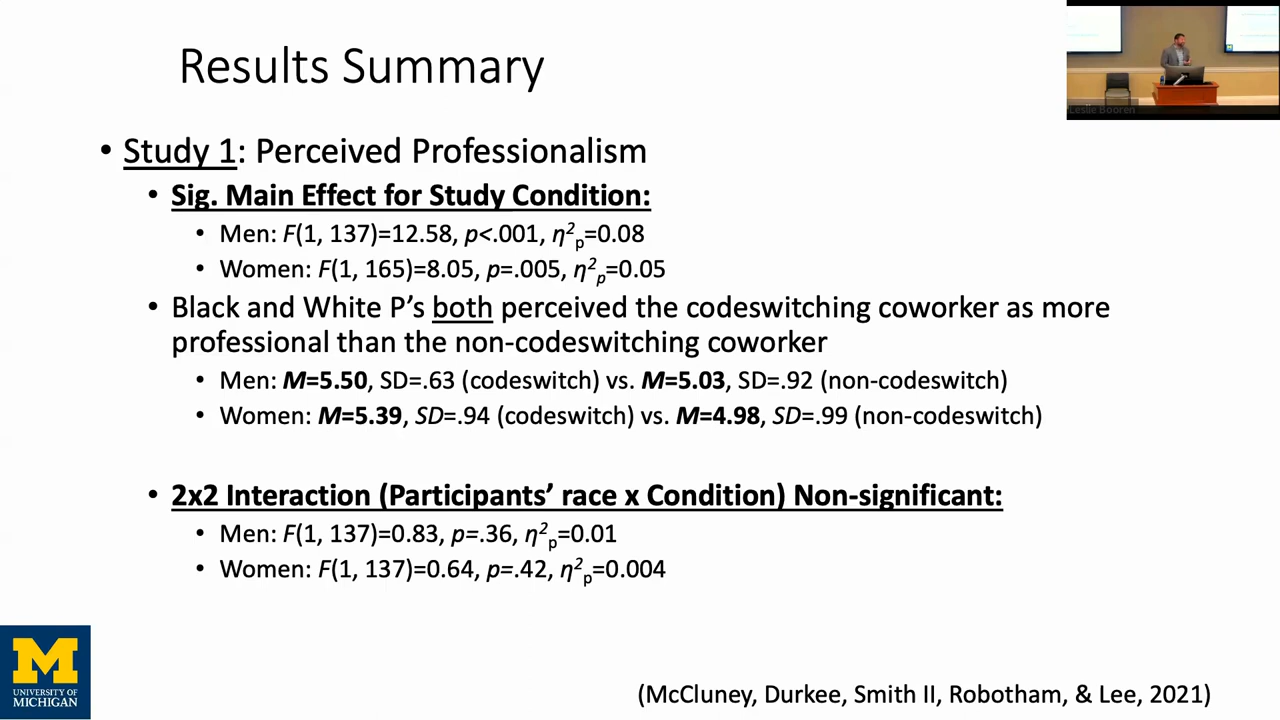 Results Summary
Leslie Booren
• Study 1: Perceived Professionalism
• Sig. Main Effect for Study Condition:
• Men: F(1, 137)=12.58, p<.001, η²p=0.08
• Women: F(1, 165)=8.05, p=.005, η²p=0.05
• Black and White P’s both perceived the codeswitching coworker as more
professional than the non-codeswitching coworker
• Men: M=5.50, SD=.63 (codeswitch) vs. M=5.03, SD=.92 (non-codeswitch)
• Women: M=5.39, SD=.94 (codeswitch) vs. M=4.98, SD=.99 (non-codeswitch)
• 2x2 Interaction (Participants’ race x Condition) Non-significant:
• Men: F(1, 137)=0.83, p=.36, η²p=0.01
• Women: F(1, 137)=0.64, p=.42, η²p=0.004
UNIVERSITY OF
MICHIGAN
(McCluney, Durkee, Smith II, Robotham, & Lee, 2021)